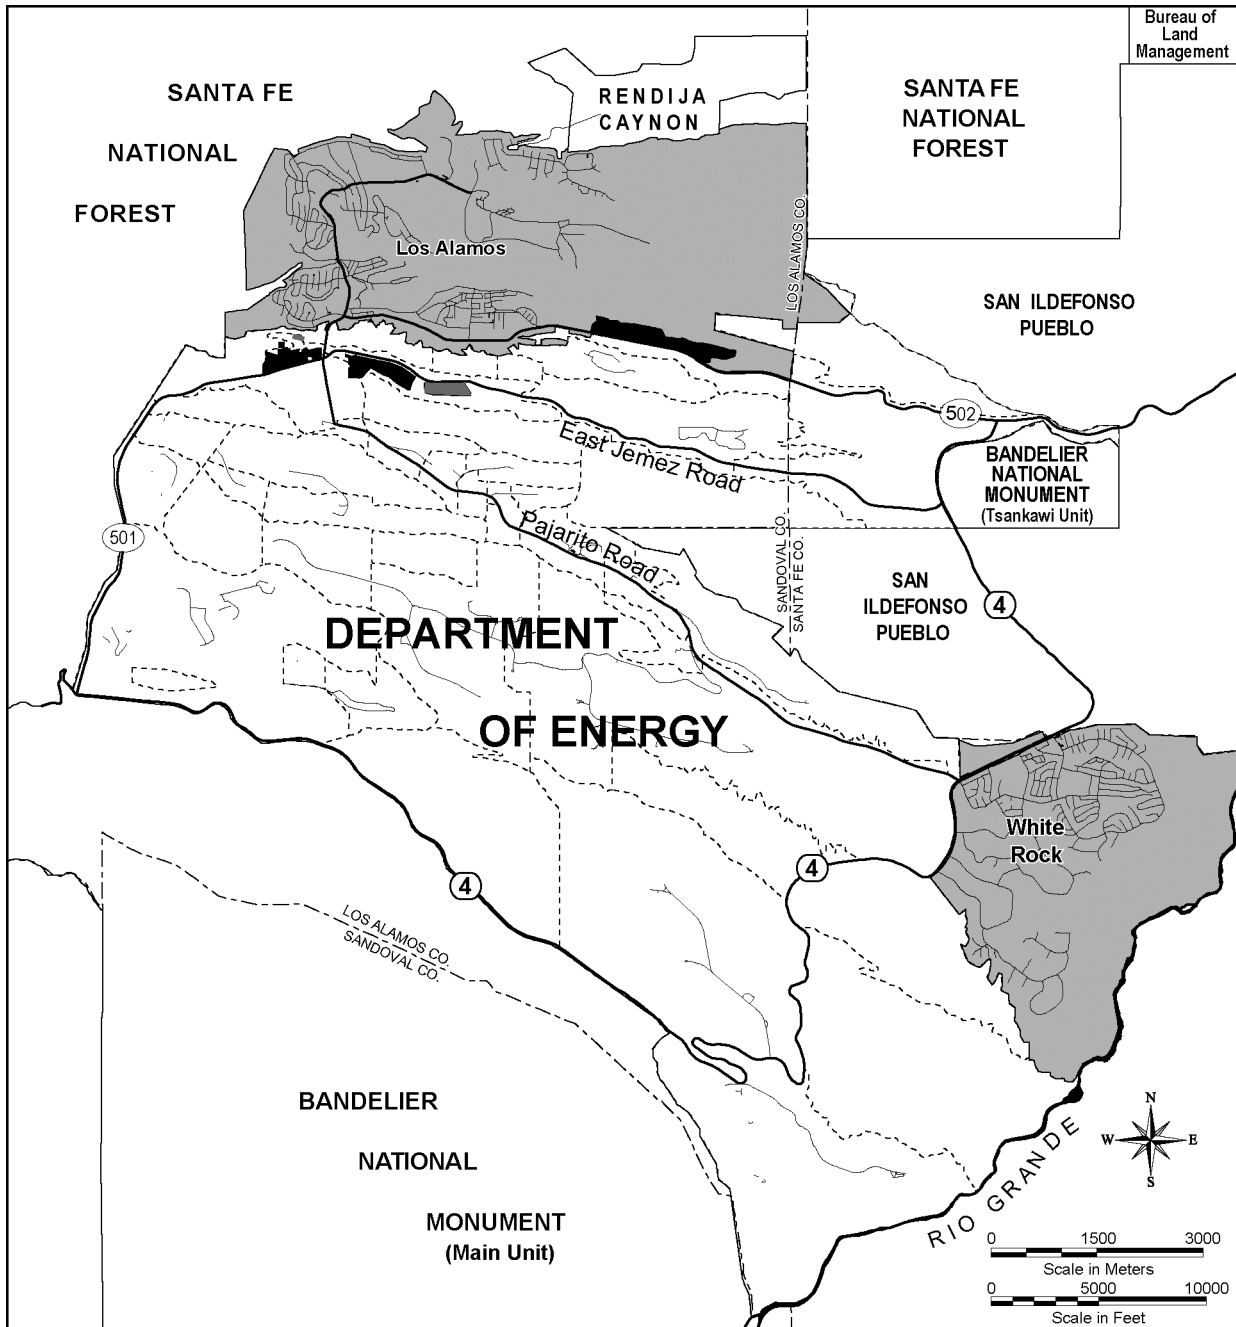 Bureau of
Land
Management
SANTA FE
NATIONAL
FOREST
RENDIJA
CAYNON
SANTA FE
NATIONAL
FOREST
LOS ALAMOS CO.
Los Alamos
SAN ILDEFONSO
PUEBLO
502
East Jemez Road
BANDELIER
NATIONAL
MONUMENT
(Tsankawi Unit)
501
Pajarito Road
SANDOVAL CO.
SANTA FE CO.
SAN
ILDEFONSO
PUEBLO
4
DEPARTMENT
OF ENERGY
White
Rock
4
4
LOS ALAMOS CO.
SANDOVAL CO.
BANDELIER
NATIONAL
MONUMENT
(Main Unit)
RIO GRANDE
N
W E
S
0 1500 3000
Scale in Meters
0 5000 10000
Scale in Feet